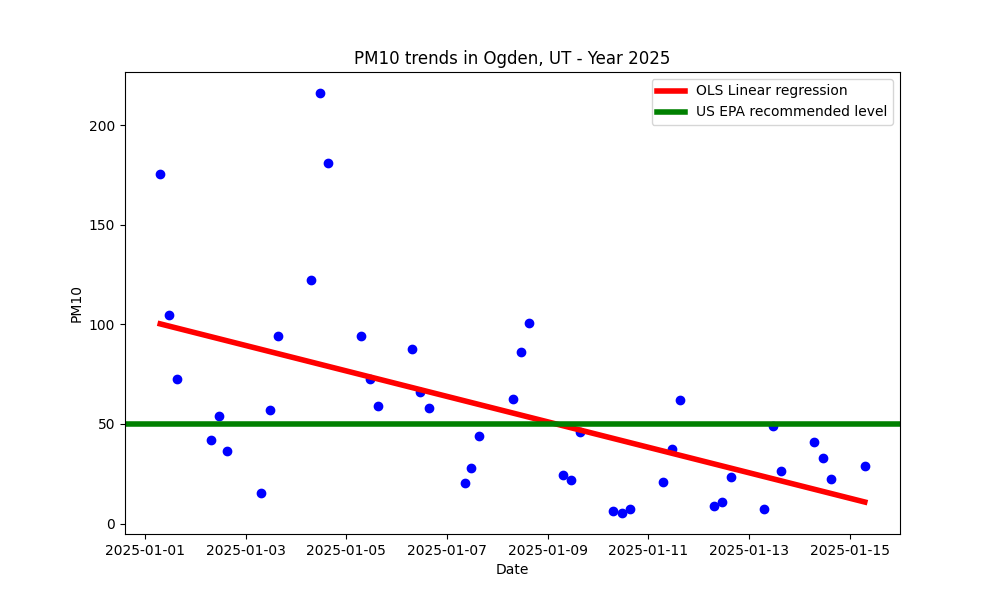 PM10 trends in Ogden, UT - Year 2025
OLS Linear regression
US EPA recommended level
PM10
200
150
100
50
0
2025-01-01 2025-01-03 2025-01-05 2025-01-07 2025-01-09 2025-01-11 2025-01-13 2025-01-15
Date